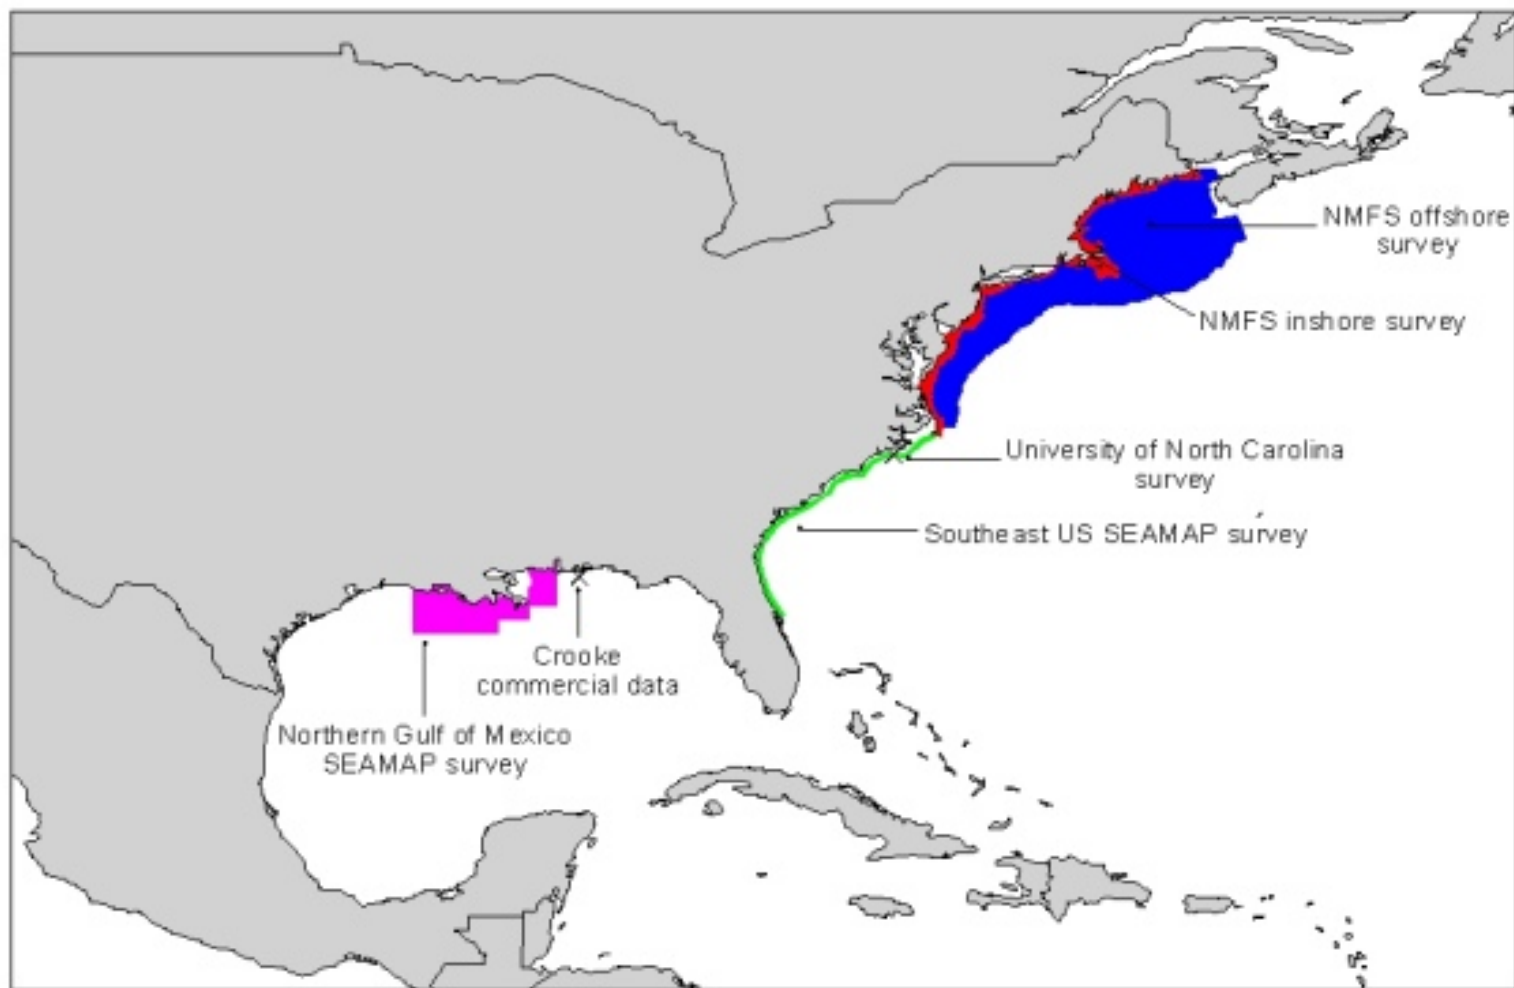 NMFS offshore
survey
NMFS inshore survey
University of North Carolina
survey
Southeast US SEAMAP survey
Crooke
commercial data
Northern Gulf of Mexico
SEAMAP survey